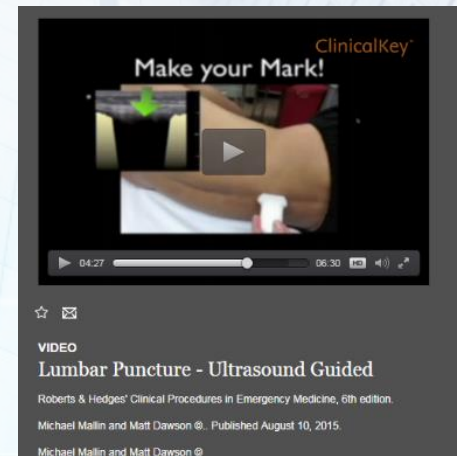 ClinicalKey
Make your Mark!
04:27
06:30 HD
VIDEO
Lumbar Puncture - Ultrasound Guided
Roberts & Hedges' Clinical Procedures in Emergency Medicine, 6th edition.
Michael Mallin and Matt Dawson ©.. Published August 10, 2015.
Michael Mallin and Matt Dawson ©